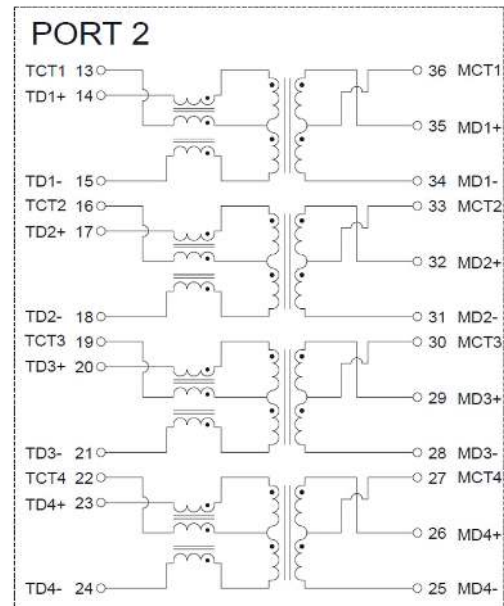 PORT 2
TCT1 13 36 MCT1
TD1+ 14
35 MD1+
TD1- 15 34 MD1-
TCT2 16 33 MCT2
TD2+ 17
32 MD2+
TD2- 18 31 MD2-
TCT3 19 30 MCT3
TD3+ 20
29 MD3+
TD3- 21 28 MD3-
TCT4 22 27 MCT4
TD4+ 23
26 MD4+
TD4- 24 25 MD4-